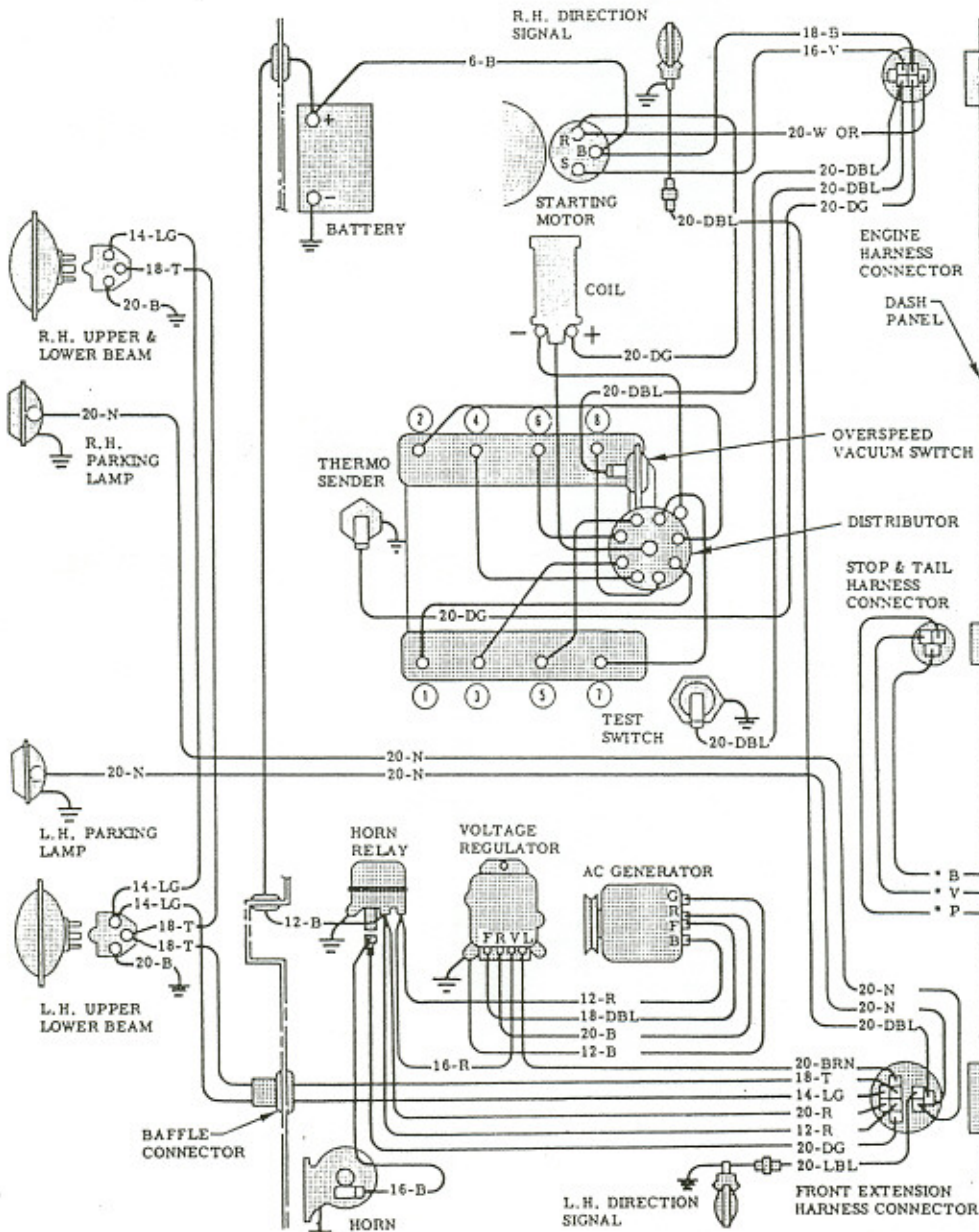 R.H. DIRECTION
SIGNAL
18-B
16-V
6-B
+
-
BATTERY
R
B
S
20-W OR
STARTING
MOTOR
20-DBL
20-DBL
20-DBL
20-DG
ENGINE
HARNESS
CONNECTOR
14-LG
18-T
20-B
R.H. UPPER &
LOWER BEAM
COIL
- +
20-DG
DASH
PANEL
20-DBL
20-N
R.H.
PARKING
LAMP
2
4
6
8
THERMO
SENDER
OVERSPEED
VACUUM SWITCH
DISTRIBUTOR
STOP & TAIL
HARNESS
CONNECTOR
20-DG
1
3
5
7
TEST
SWITCH
20-DBL
20-N
20-N
20-N
L.H. PARKING
LAMP
HORN
RELAY
VOLTAGE
REGULATOR
AC GENERATOR
G
R
F
B
F R V L
* B
* V
* P
14-LG
14-LG
18-T
18-T
20-B
12-B
L.H. UPPER
LOWER BEAM
12-R
18-DBL
20-B
12-B
16-R
20-N
20-N
20-DBL
20-BRN
18-T
14-LG
20-R
12-R
20-DG
20-LBL
BAFFLE
CONNECTOR
16-B
HORN
L.H. DIRECTION
SIGNAL
FRONT EXTENSION
HARNESS CONNECTOR